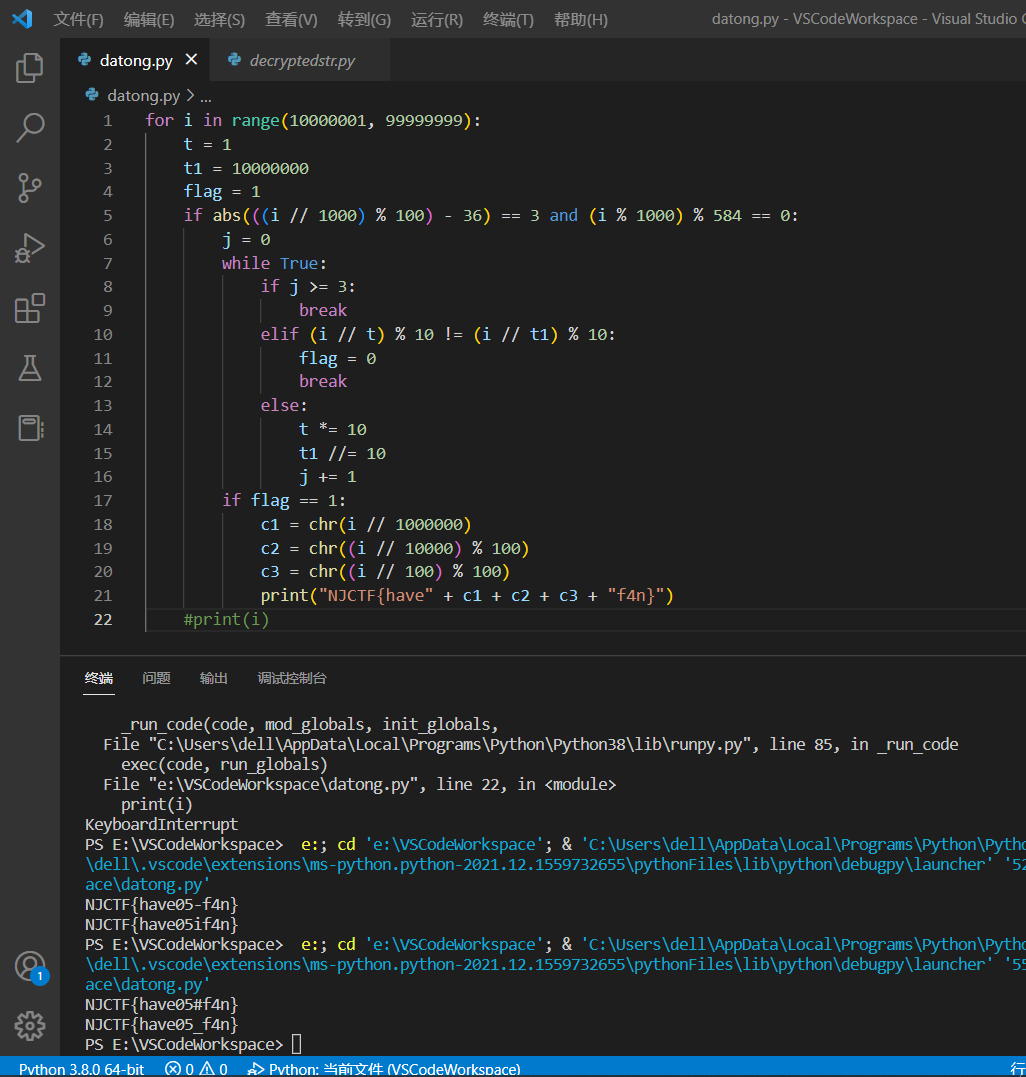 文件(F) 编辑(E) 选择(S) 查看(V) 转到(G) 运行(R) 终端(T) 帮助(H) datong.py - VSCodeWorkspace - Visual Studio
datong.py decryptedstr.py
datong.py > ...
1 for i in range(10000001, 99999999):
2 t = 1
3 t1 = 10000000
4 flag = 1
5 if abs(((i // 1000) % 100) - 36) == 3 and (i % 1000) % 584 == 0:
6 j = 0
7 while True:
8 if j >= 3:
9 break
10 elif (i // t) % 10 != (i // t1) % 10:
11 flag = 0
12 break
13 else:
14 t *= 10
15 t1 //= 10
16 j += 1
17 if flag == 1:
18 c1 = chr(i // 1000000)
19 c2 = chr((i // 10000) % 100)
20 c3 = chr((i // 100) % 100)
21 print("NJCTF{have" + c1 + c2 + c3 + "f4n}")
22 #print(i)
终端 问题 输出 调试控制台
_run_code(code, mod_globals, init_globals,
File "C:\Users\dell\AppData\Local\Programs\Python\Python38\lib\runpy.py", line 85, in _run_code
exec(code, run_globals)
File "e:\VSCodeWorkspace\datong.py", line 22, in <module>
print(i)
KeyboardInterrupt
PS E:\VSCodeWorkspace> e:; cd 'e:\VSCodeWorkspace'; & 'C:\Users\dell\AppData\Local\Programs\Python\Pytho
\dell\.vscode\extensions\ms-python.python-2021.12.1559732655\pythonFiles\lib\python\debugpy\launcher' '52
ace\datong.py'
NJCTF{have05-f4n}
NJCTF{have05if4n}
PS E:\VSCodeWorkspace> e:; cd 'e:\VSCodeWorkspace'; & 'C:\Users\dell\AppData\Local\Programs\Python\Pytho
\dell\.vscode\extensions\ms-python.python-2021.12.1559732655\pythonFiles\lib\python\debugpy\launcher' '55
ace\datong.py'
NJCTF{have05#f4n}
NJCTF{have05_f4n}
PS E:\VSCodeWorkspace>
1
Python 3.8.0 64-bit 0 0 Python: 当前文件 (VSCodeWorkspace) 行